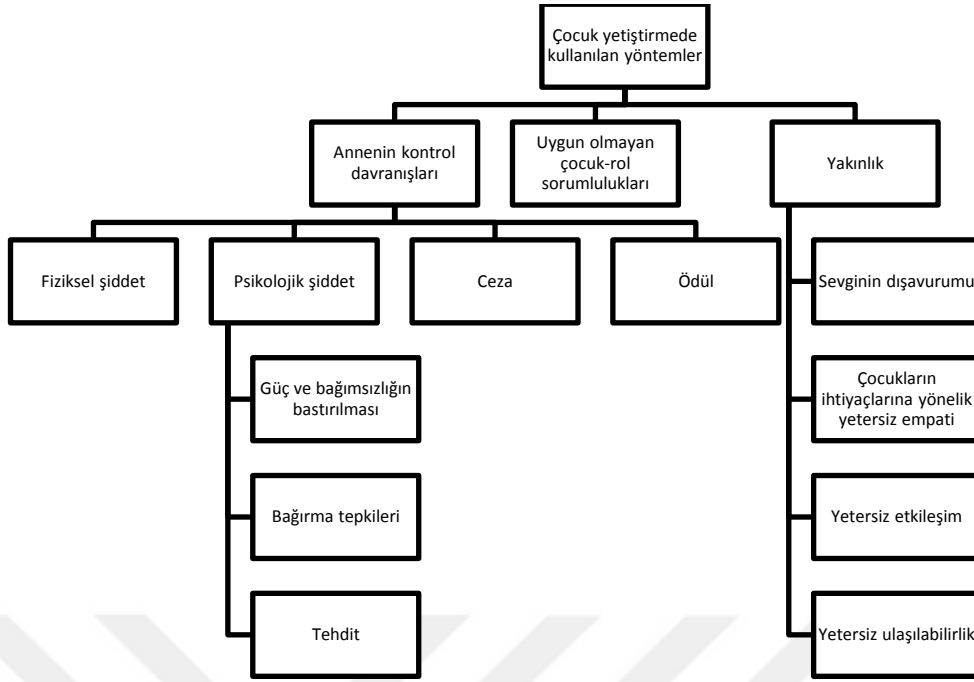 Çocuk yetiştirmede
kullanılan yöntemler
Annenin kontrol
davranışları
Uygun olmayan
çocuk-rol
sorumlulukları
Yakınlık
Fiziksel şiddet
Psikolojik şiddet
Ceza
Ödül
Sevginin dışavurumu
Güç ve bağımsızlığın
bastırılması
Çocukların
ihtiyaçlarına yönelik
yetersiz empati
Bağırma tepkileri
Yetersiz etkileşim
Tehdit
Yetersiz ulaşılabilirlik